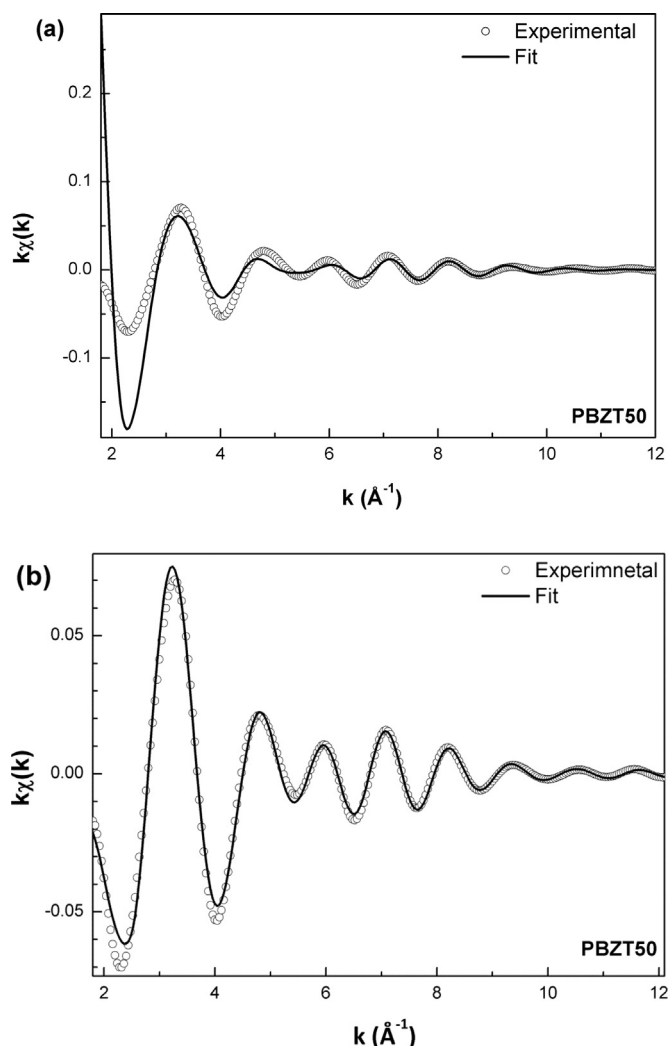 (a)
Experimental
Fit
0.2
0.1
0.0
-0.1
kχ(k)
PBZT50
2 4 6 8 10 12
k (Å⁻¹)
(b)
Experimnetal
Fit
0.05
0.00
-0.05
kχ(k)
PBZT50
2 4 6 8 10 12
k (Å⁻¹)